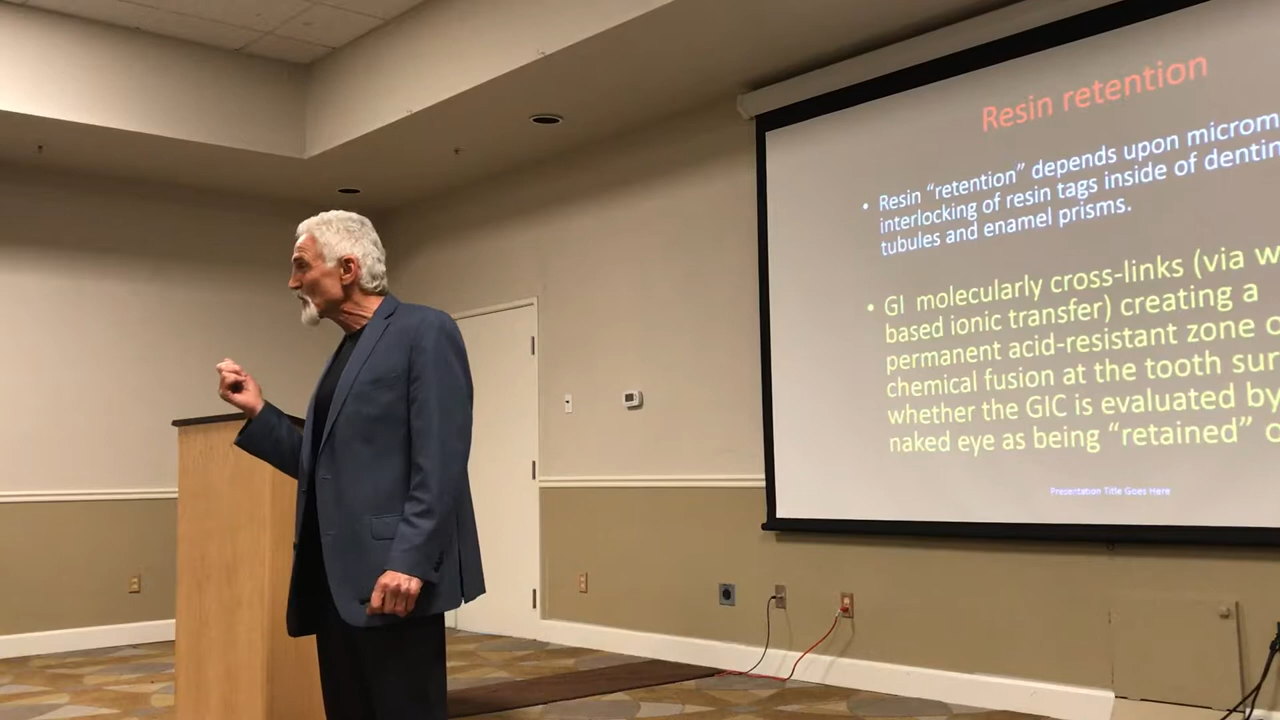 Resin retention
• Resin “retention” depends upon microm
interlocking of resin tags inside of dentin
tubules and enamel prisms.
• GI molecularly cross-links (via w
based ionic transfer) creating a
permanent acid-resistant zone o
chemical fusion at the tooth sur
whether the GIC is evaluated by
naked eye as being “retained” o
Presentation Title Goes Here